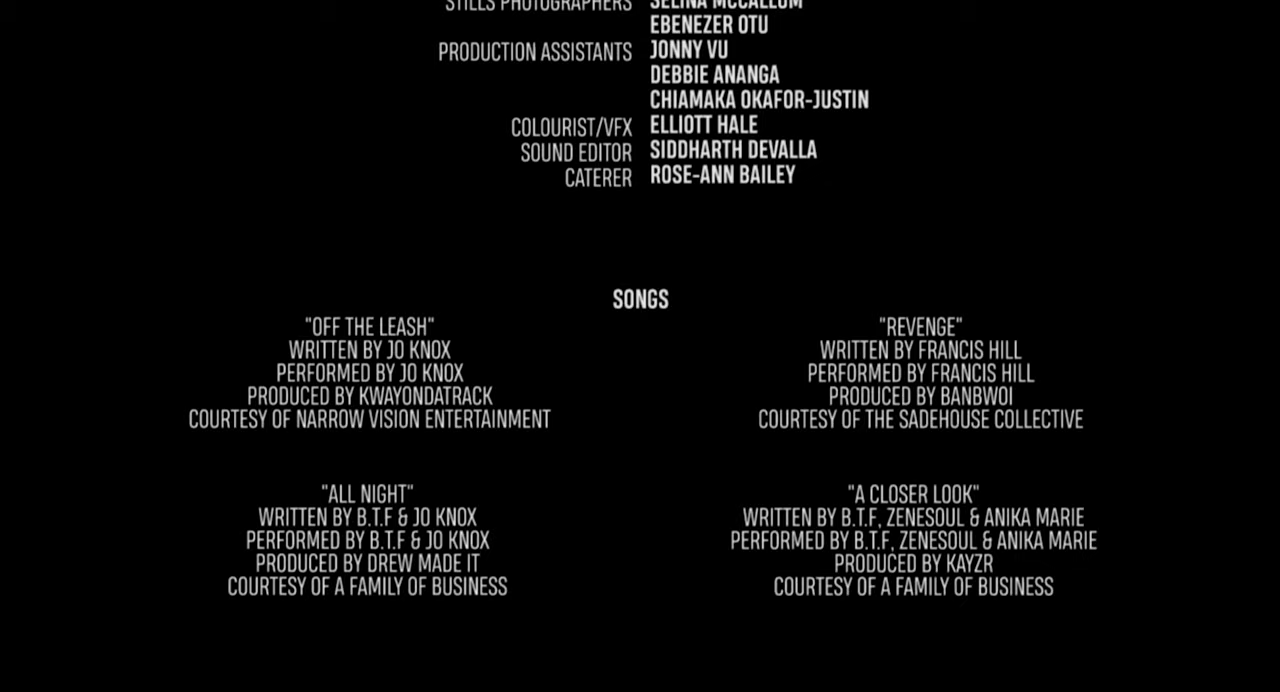 STILLS PHOTOGRAPHERS SELINA MCCALLUM
EBENEZER OTU
PRODUCTION ASSISTANTS JONNY VU
DEBBIE ANANGA
CHIAMAKA OKAFOR-JUSTIN
COLOURIST/VFX ELLIOTT HALE
SOUND EDITOR SIDDHARTH DEVALLA
CATERER ROSE-ANN BAILEY
SONGS
"OFF THE LEASH"
WRITTEN BY JO KNOX
PERFORMED BY JO KNOX
PRODUCED BY KWAYONDATRACK
COURTESY OF NARROW VISION ENTERTAINMENT
"REVENGE"
WRITTEN BY FRANCIS HILL
PERFORMED BY FRANCIS HILL
PRODUCED BY BANBWOI
COURTESY OF THE SADEHOUSE COLLECTIVE
"ALL NIGHT"
WRITTEN BY B.T.F & JO KNOX
PERFORMED BY B.T.F & JO KNOX
PRODUCED BY DREW MADE IT
COURTESY OF A FAMILY OF BUSINESS
"A CLOSER LOOK"
WRITTEN BY B.T.F, ZENESOUL & ANIKA MARIE
PERFORMED BY B.T.F, ZENESOUL & ANIKA MARIE
PRODUCED BY KAYZR
COURTESY OF A FAMILY OF BUSINESS